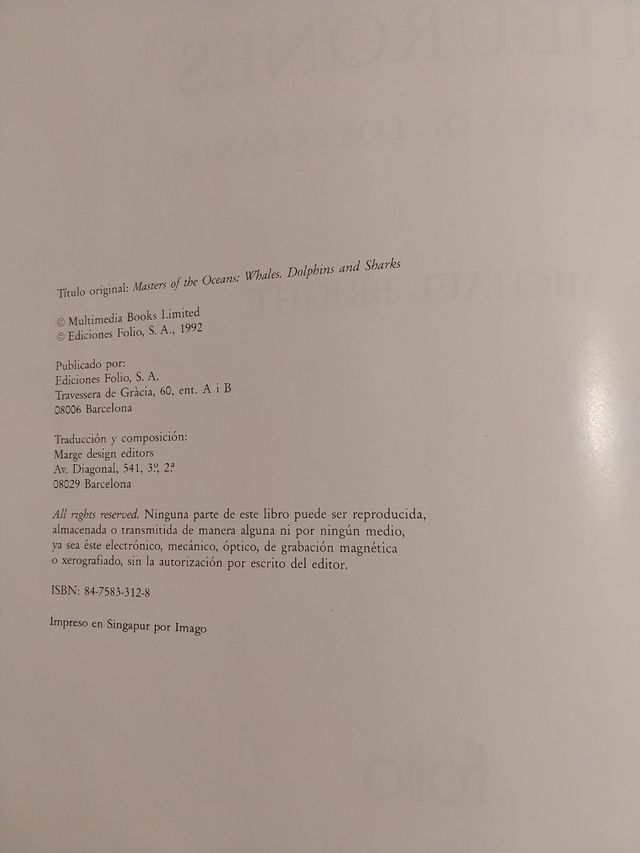 Título original: Masters of the Oceans: Whales. Dolphins and Sharks
© Multimedia Books Limited
© Ediciones Folio, S. A., 1992
Publicado por:
Ediciones Folio, S. A.
Travessera de Gràcia, 60, ent. A i B
08006 Barcelona
Traducción y composición:
Marge design editors
Av. Diagonal, 541, 3.º, 2.ª
08029 Barcelona
All rights reserved. Ninguna parte de este libro puede ser reproducida,
almacenada o transmitida de manera alguna ni por ningún medio,
ya sea éste electrónico, mecánico, óptico, de grabación magnética
o xerografiado, sin la autorización por escrito del editor.
ISBN: 84-7583-312-8
Impreso en Singapur por Imago